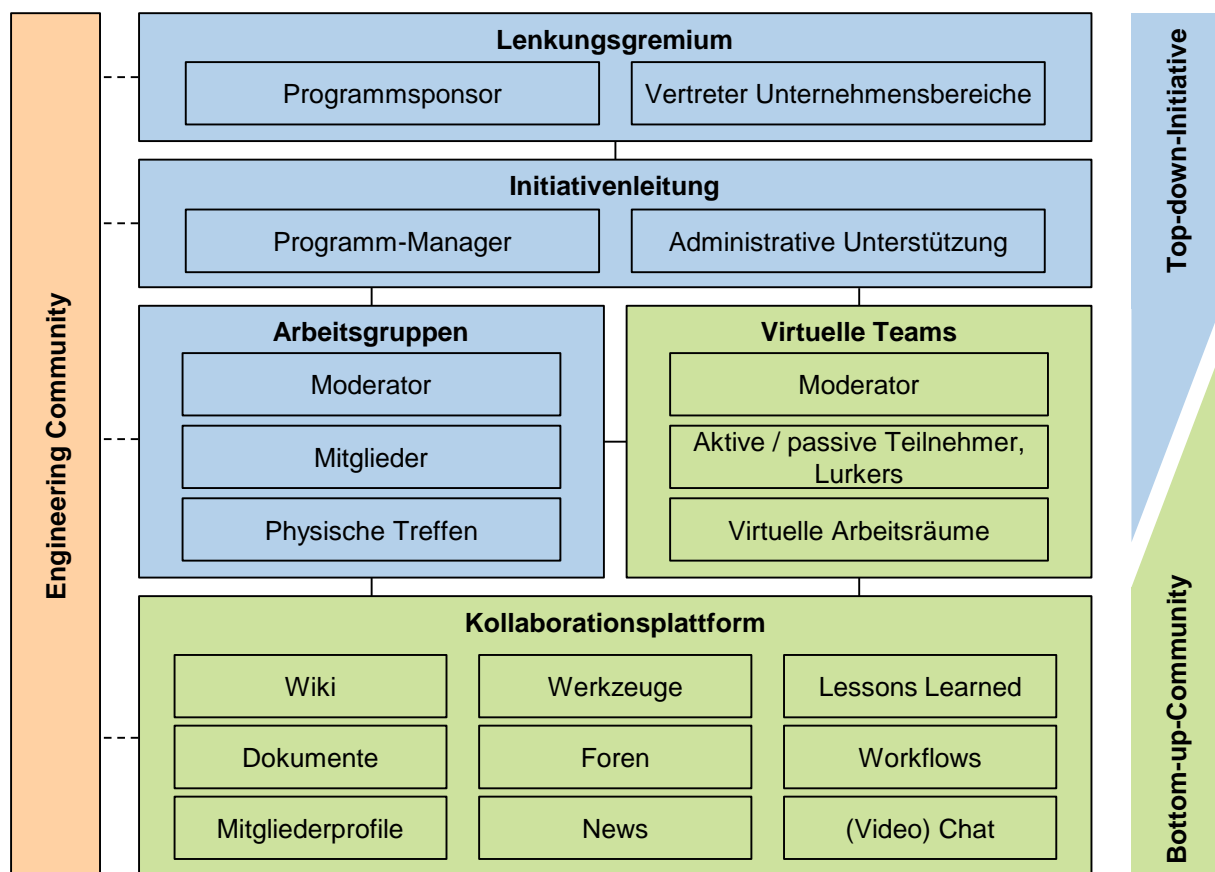 Engineering Community
Lenkungsgremium
Programmsponsor
Vertreter Unternehmensbereiche
Initiativenleitung
Programm-Manager
Administrative Unterstützung
Arbeitsgruppen
Moderator
Mitglieder
Physische Treffen
Virtuelle Teams
Moderator
Aktive / passive Teilnehmer,
Lurkers
Virtuelle Arbeitsräume
Kollaborationsplattform
Wiki
Werkzeuge
Lessons Learned
Dokumente
Foren
Workflows
Mitgliederprofile
News
(Video) Chat
Top-down-Initiative
Bottom-up-Community